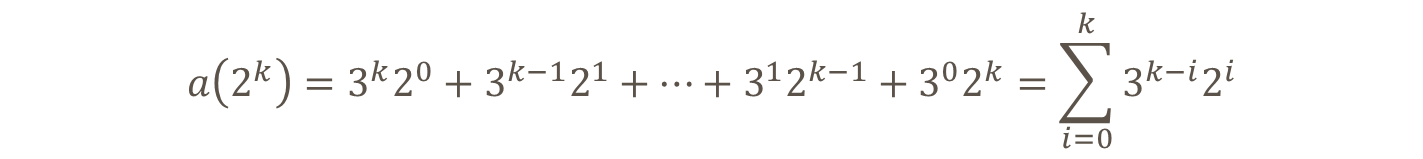 a(2^k) = 3^k 2^0 + 3^{k−1} 2^1 + ⋯ + 3^1 2^{k−1} + 3^0 2^k = ∑_{i=0}^{k} 3^{k−i} 2^i